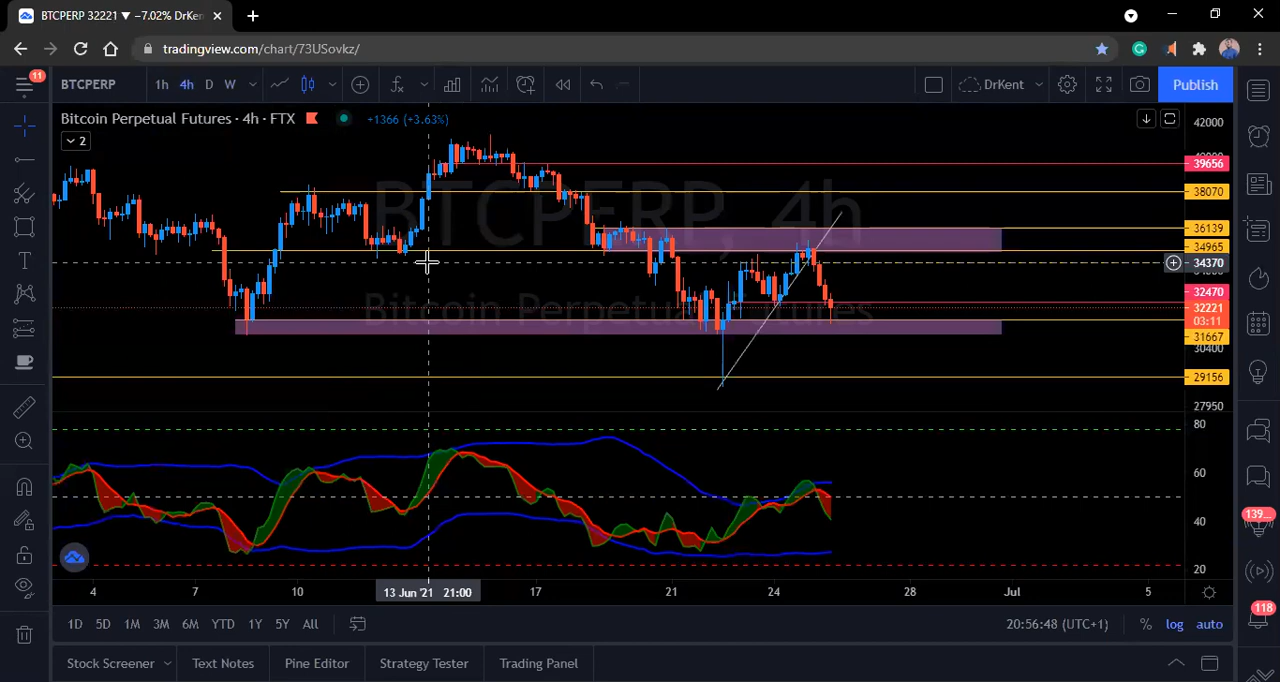 BTCPERP 32221 ▼ −7.02% DrKen
tradingview.com/chart/73USovkz/
11
BTCPERP
1h 4h D W
DrKent
Publish
Bitcoin Perpetual Futures · 4h · FTX
+1366 (+3.63%)
2
BTCPERP, 4h
Bitcoin Perpetual Futures
42000
39656
38070
36139
34965
34370
32470
32221
03:11
31667
30400
29156
27950
80
60
40
20
139...
118
4 7 10 13 Jun '21 21:00 17 21 24 28 Jul 5
1D 5D 1M 3M 6M YTD 1Y 5Y All
20:56:48 (UTC+1) % log auto
Stock Screener Text Notes Pine Editor Strategy Tester Trading Panel